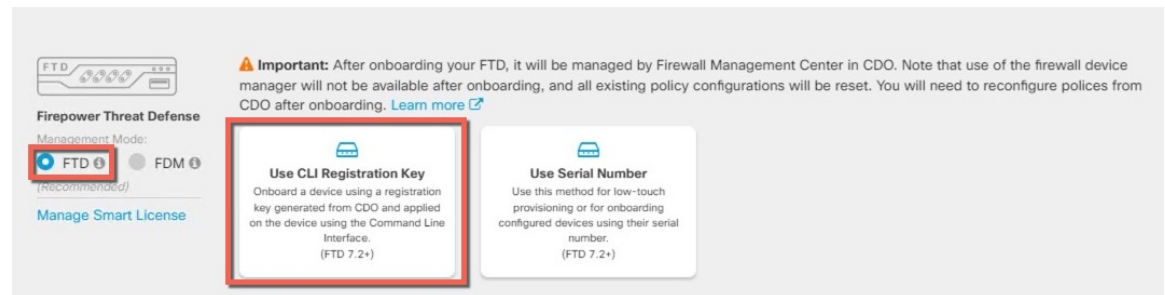 FTD
Firepower Threat Defense
Management Mode:
FTD FDM
(Recommended)
Manage Smart License
Important: After onboarding your FTD, it will be managed by Firewall Management Center in CDO. Note that use of the firewall device
manager will not be available after onboarding, and all existing policy configurations will be reset. You will need to reconfigure polices from
CDO after onboarding. Learn more
Use CLI Registration Key
Onboard a device using a registration
key generated from CDO and applied
on the device using the Command Line
Interface.
(FTD 7.2+)
Use Serial Number
Use this method for low-touch
provisioning or for onboarding
configured devices using their serial
number.
(FTD 7.2+)